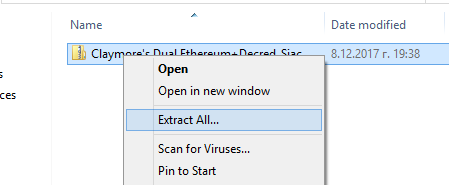 Name
Date modified
s
ces
Claymore's Dual Ethereum+Decred_Siac
8.12.2017 г. 19:38
Open
Open in new window
Extract All...
Scan for Viruses...
Pin to Start